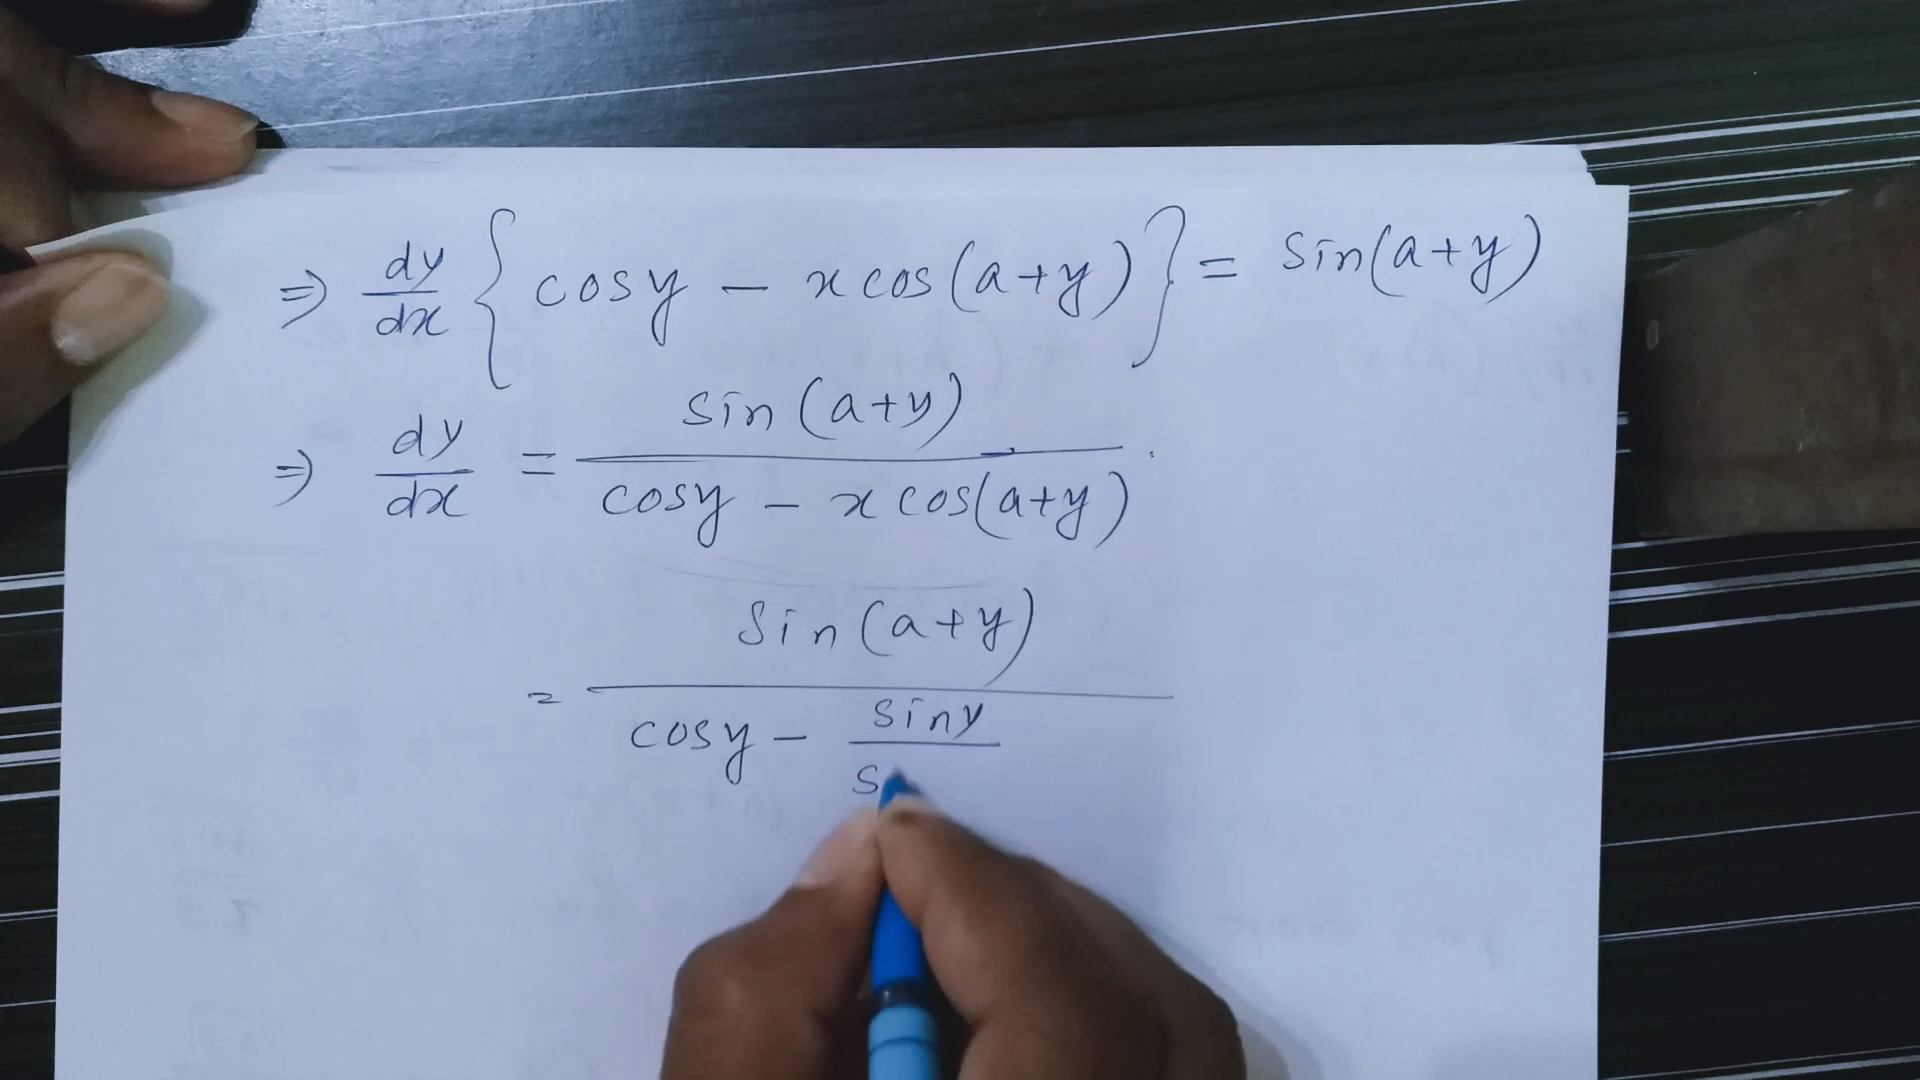 ⇒ dy/dx { cosy − x cos(a+y) } = sin(a+y)
⇒ dy/dx = sin(a+y) / cosy − x cos(a+y) .
= sin(a+y) / cosy − siny / s